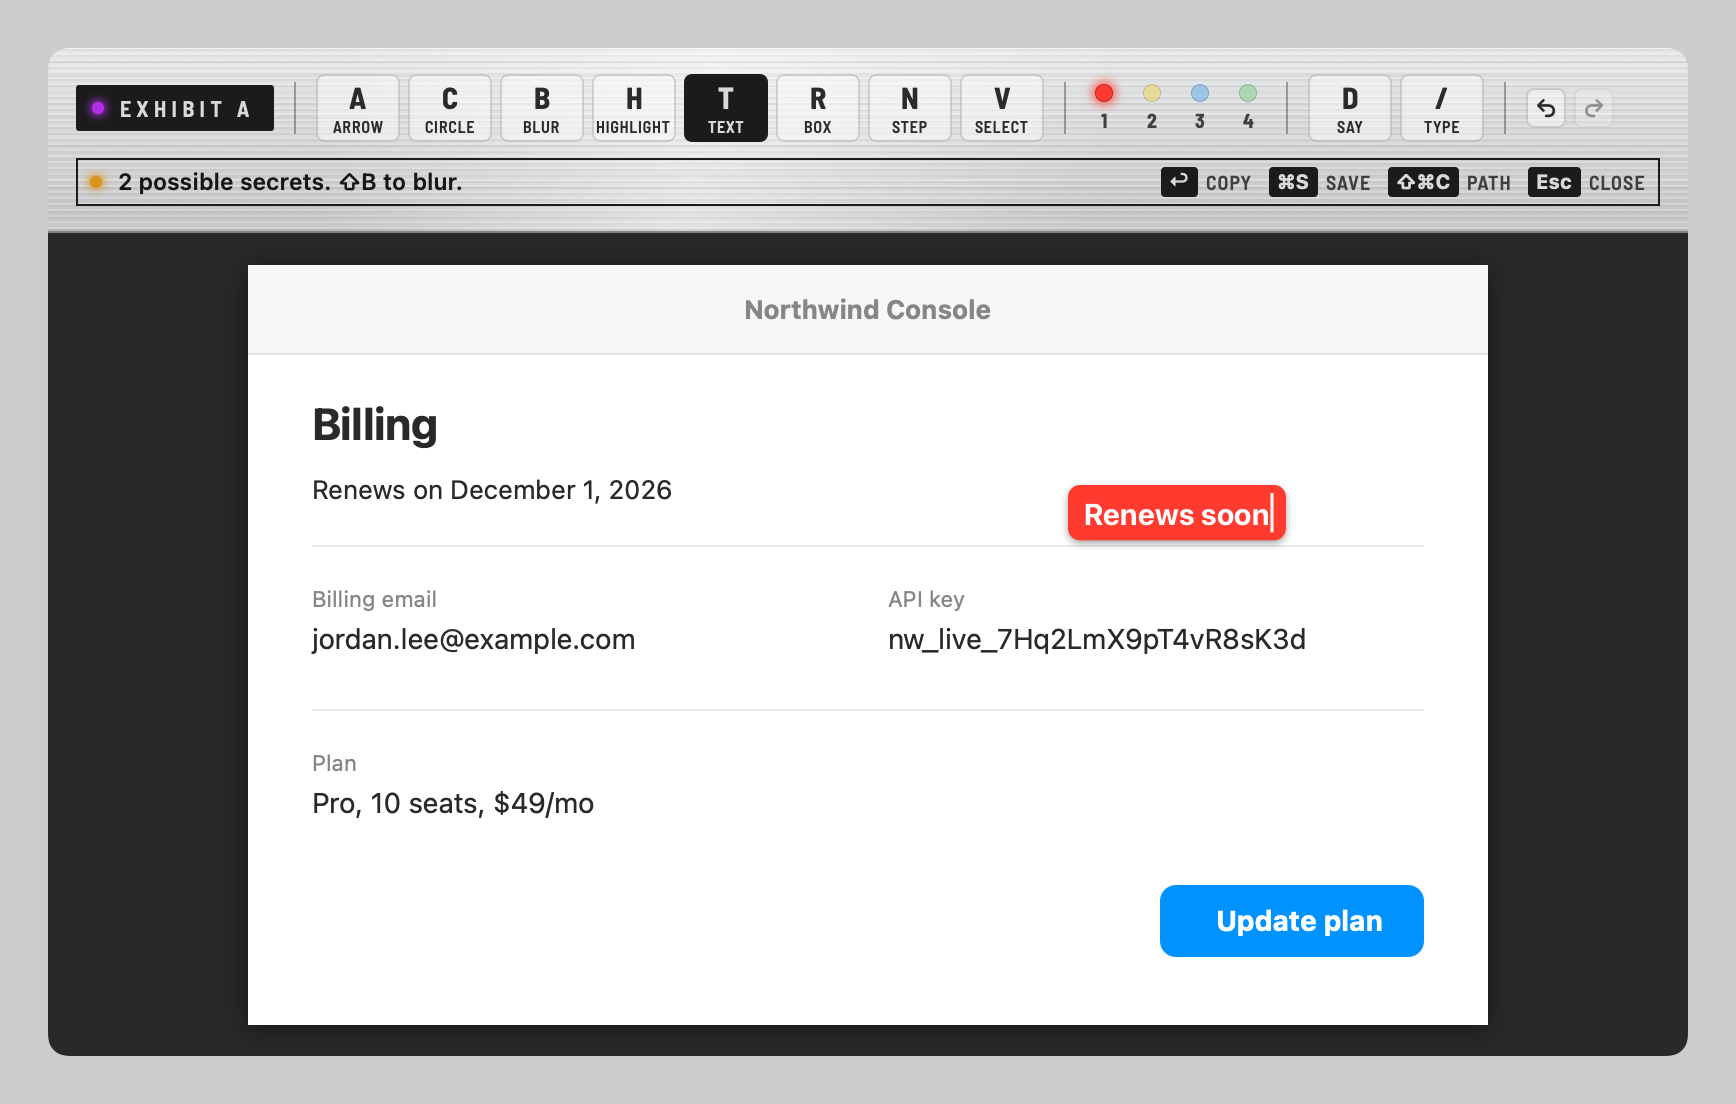 EXHIBIT A
A ARROW
C CIRCLE
B BLUR
H HIGHLIGHT
T TEXT
R BOX
N STEP
V SELECT
1 2 3 4
D SAY
/ TYPE
2 possible secrets. ⇧B to blur.
↩ COPY ⌘S SAVE ⇧⌘C PATH Esc CLOSE
Northwind Console
Billing
Renews on December 1, 2026
Renews soon
Billing email
jordan.lee@example.com
API key
nw_live_7Hq2LmX9pT4vR8sK3d
Plan
Pro, 10 seats, $49/mo
Update plan